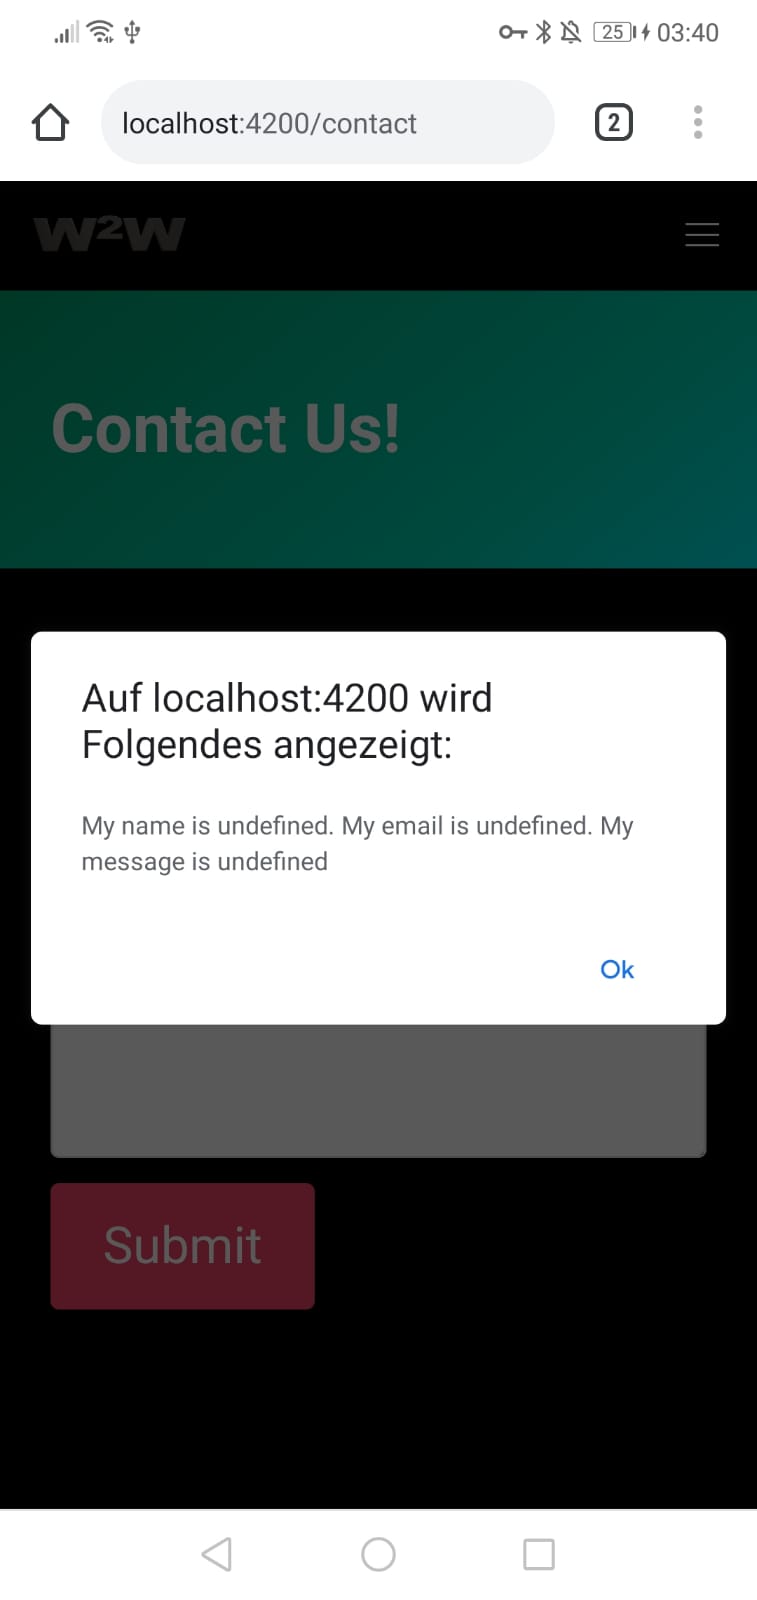 25 03:40
localhost:4200/contact
2
W2W
Contact Us!
Auf localhost:4200 wird
Folgendes angezeigt:
My name is undefined. My email is undefined. My
message is undefined
Ok
Submit